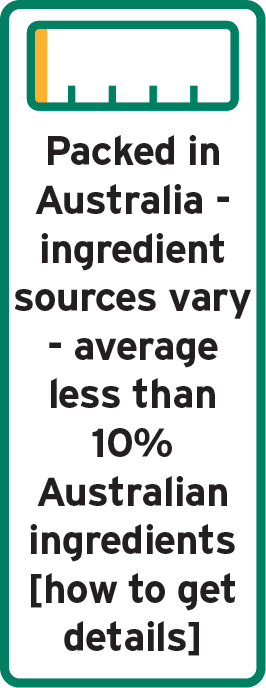 Packed in
Australia -
ingredient
sources vary
- average
less than
10%
Australian
ingredients
[how to get
details]